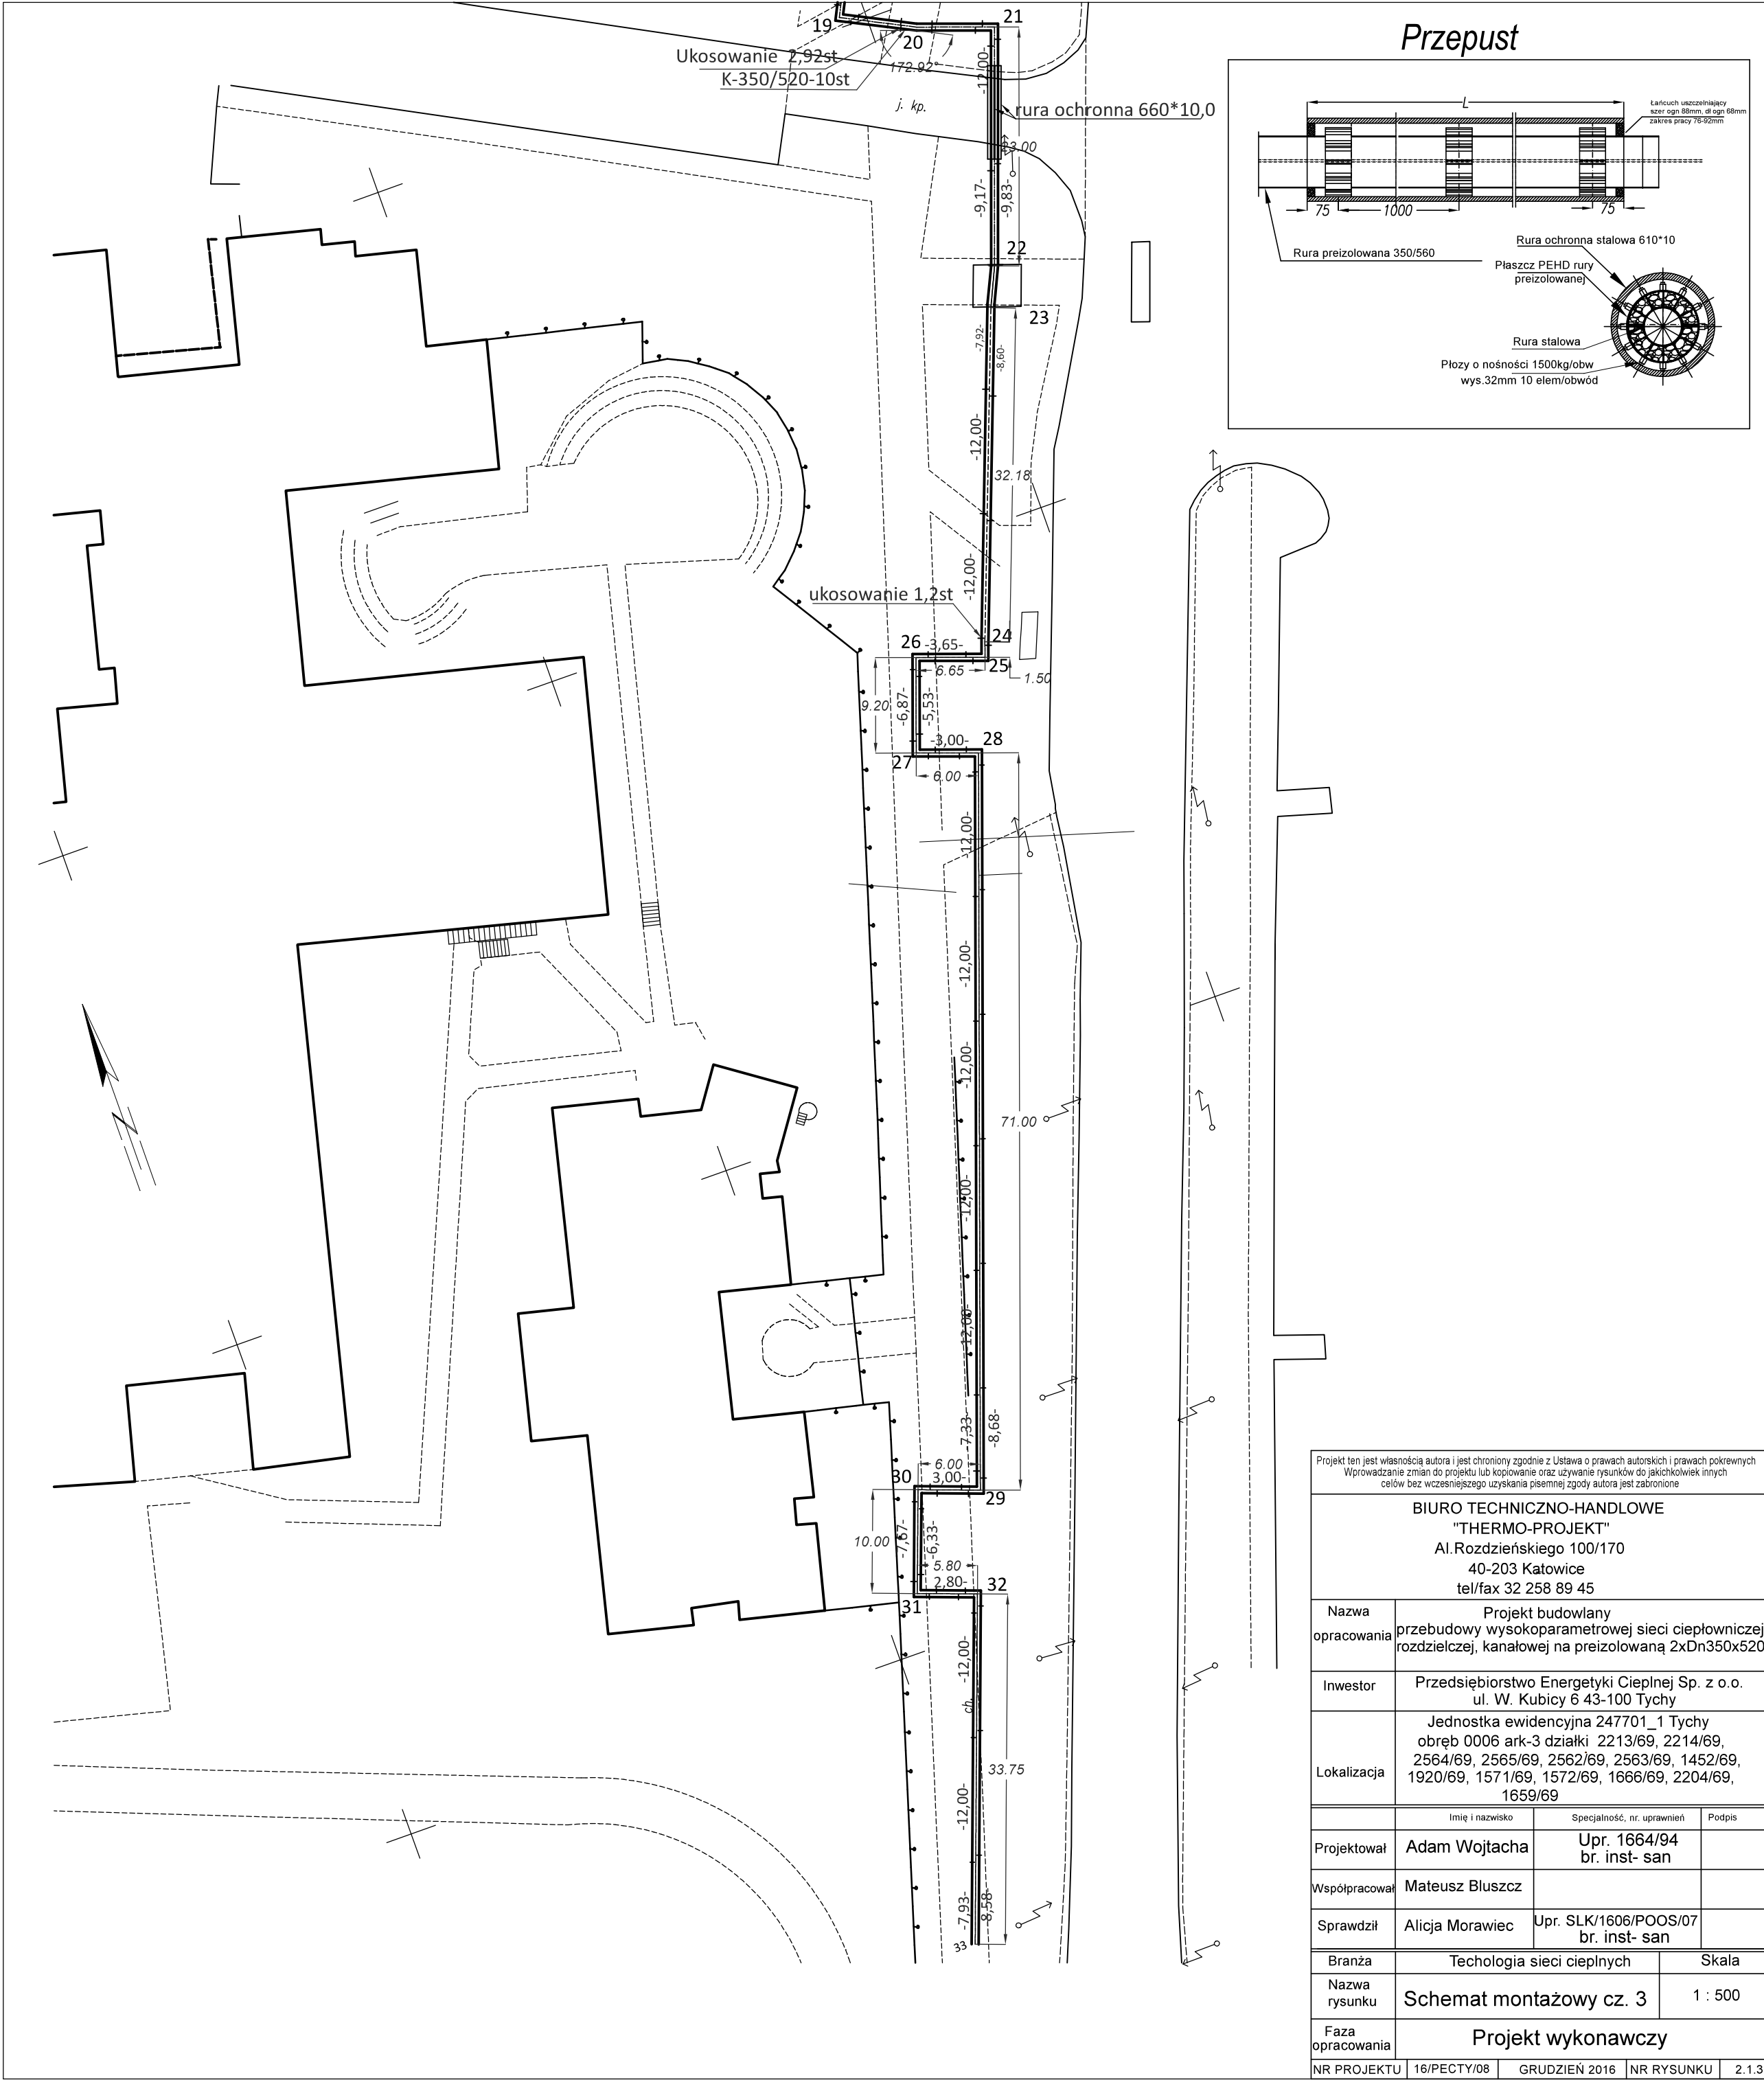 Przepust
19
20
21
Ukosowanie 2,92st
K-350/520-10st
172.92°
-12,00-
j. kp.
rura ochronna 660*10,0
23.00
-9,17-
-9,83-
22
23
-7,92-
-8,60-
-12,00-
32.18
-12,00-
ukosowanie 1,2st
24
26
-3,65-
6.65
25
1.50
9.20
-6,87-
-5,53-
-3,00-
28
27
6.00
-12,00-
-12,00-
-12,00-
71.00
-12,00-
-12,00-
-7,33-
-8,68-
6.00
30
3,00-
29
10.00
-7,67-
-6,33-
5.80
2,80-
32
31
-12,00-
ch.
33.75
-12,00-
-7,93-
8,58-
33
N
L
Łańcuch uszczelniający
szer ogn 88mm, dł ogn 68mm
zakres pracy 76-92mm
75
1000
75
Rura preizolowana 350/560
Rura ochronna stalowa 610*10
Płaszcz PEHD rury
preizolowanej
Rura stalowa
Płozy o nośności 1500kg/obw
wys.32mm 10 elem/obwód
Projekt ten jest własnością autora i jest chroniony zgodnie z Ustawa o prawach autorskich i prawach pokrewnych
Wprowadzanie zmian do projektu lub kopiowanie oraz używanie rysunków do jakichkolwiek innych
celów bez wcześniejszego uzyskania pisemnej zgody autora jest zabronione
BIURO TECHNICZNO-HANDLOWE
"THERMO-PROJEKT"
Al.Rozdzieńskiego 100/170
40-203 Katowice
tel/fax 32 258 89 45
Nazwa
opracowania
Projekt budowlany
przebudowy wysokoparametrowej sieci ciepłowniczej
rozdzielczej, kanałowej na preizolowaną 2xDn350x520
Inwestor
Przedsiębiorstwo Energetyki Cieplnej Sp. z o.o.
ul. W. Kubicy 6 43-100 Tychy
Lokalizacja
Jednostka ewidencyjna 247701_1 Tychy
obręb 0006 ark-3 działki 2213/69, 2214/69,
2564/69, 2565/69, 2562/69, 2563/69, 1452/69,
1920/69, 1571/69, 1572/69, 1666/69, 2204/69,
1659/69
Imię i nazwisko
Specjalność, nr. uprawnień
Podpis
Projektował
Adam Wojtacha
Upr. 1664/94
br. inst- san
Współpracował
Mateusz Bluszcz
Sprawdził
Alicja Morawiec
Upr. SLK/1606/POOS/07
br. inst- san
Branża
Techologia sieci cieplnych
Skala
Nazwa
rysunku
Schemat montażowy cz. 3
1 : 500
Faza
opracowania
Projekt wykonawczy
NR PROJEKTU
16/PECTY/08
GRUDZIEŃ 2016
NR RYSUNKU
2.1.3